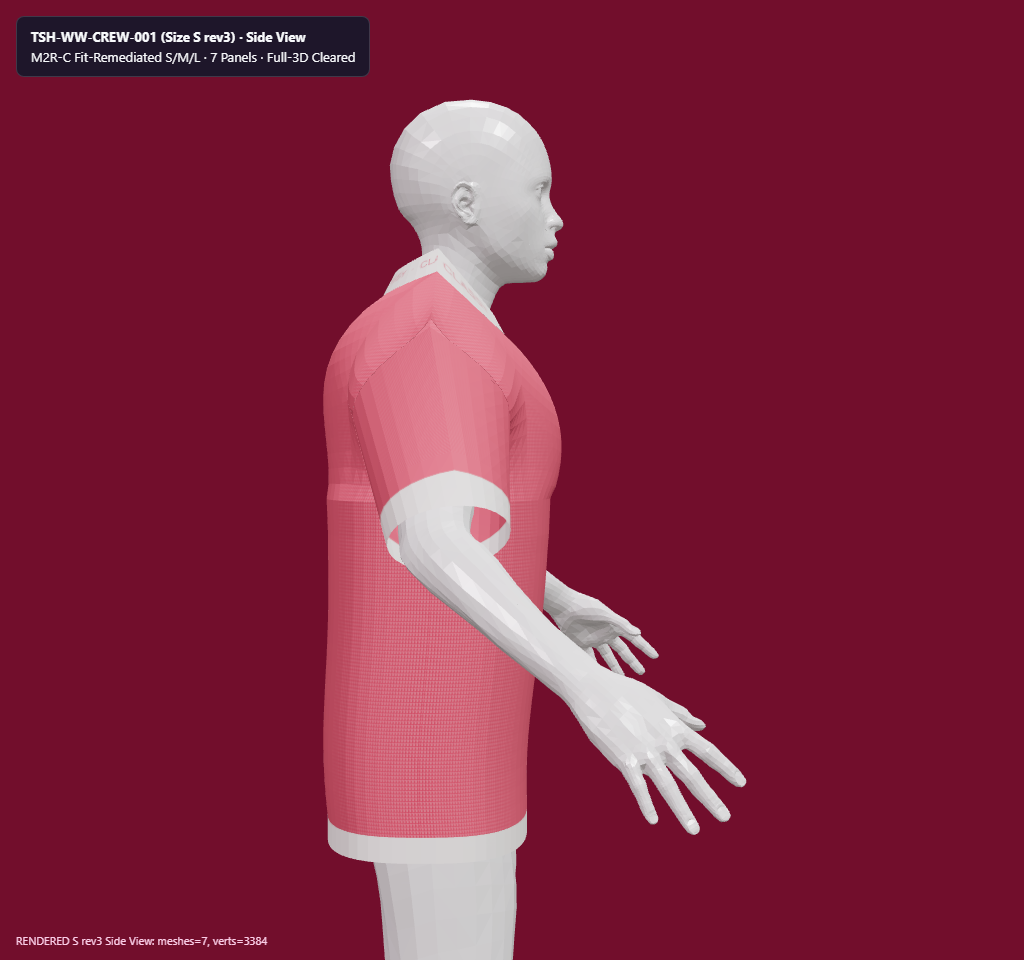 TSH-WW-CREW-001 (Size S rev3) · Side View
M2R-C Fit-Remediated S/M/L · 7 Panels · Full-3D Cleared
RENDERED S rev3 Side View: meshes=7, verts=3384